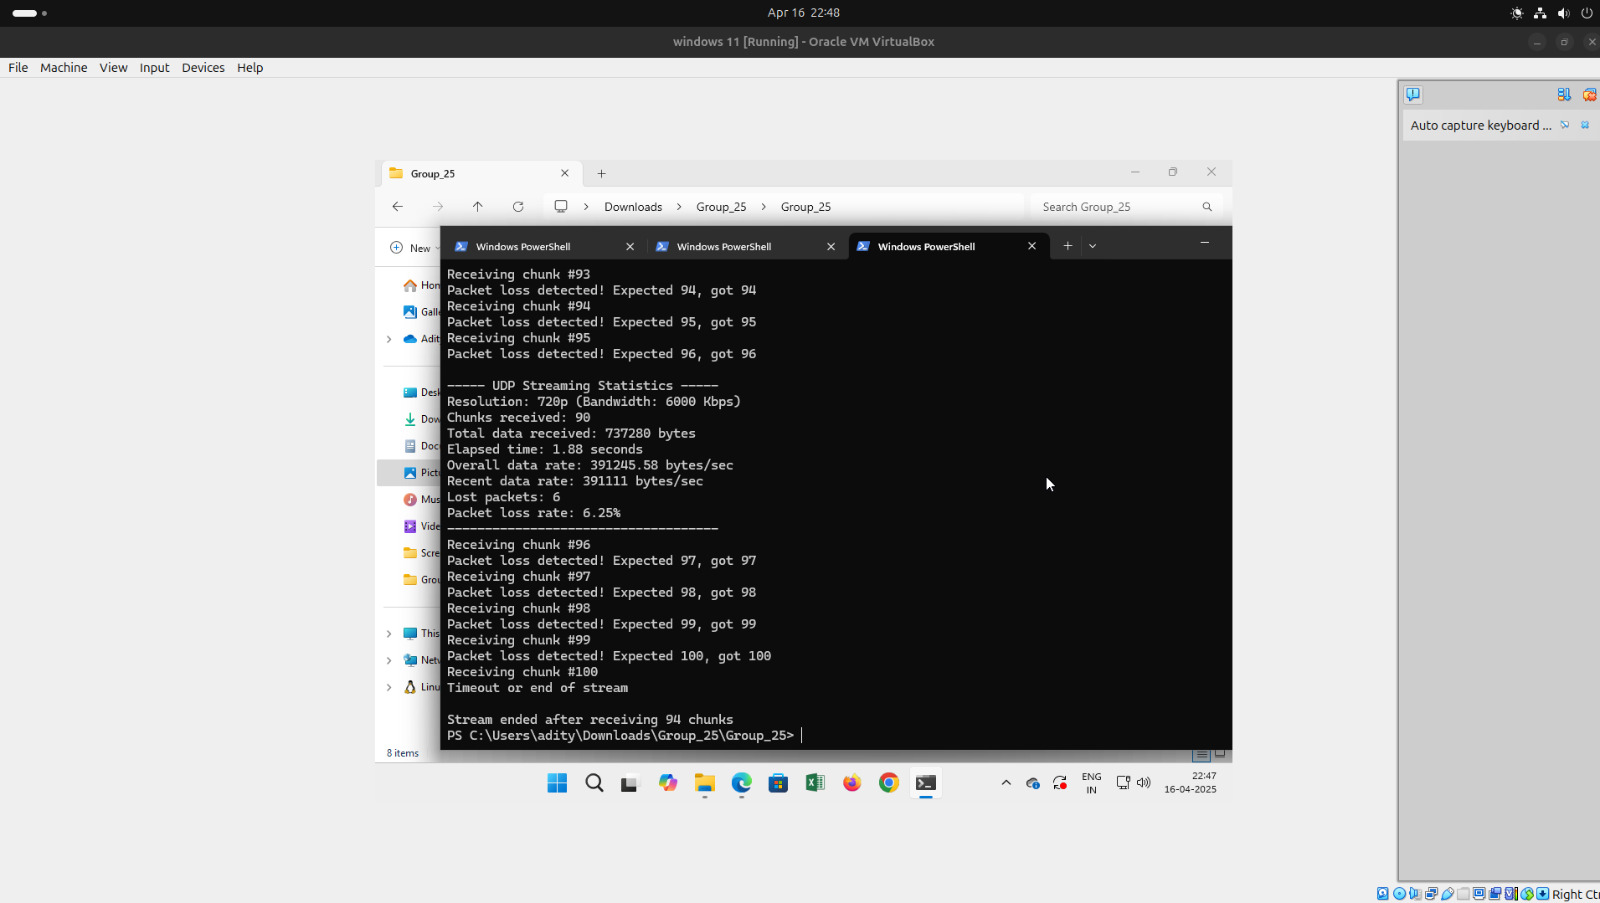 Apr 16 22:48
windows 11 [Running] - Oracle VM VirtualBox
File Machine View Input Devices Help
Auto capture keyboard ...
Group_25
Downloads > Group_25 > Group_25
Search Group_25
New
Windows PowerShell
Windows PowerShell
Windows PowerShell
Receiving chunk #93
Packet loss detected! Expected 94, got 94
Receiving chunk #94
Packet loss detected! Expected 95, got 95
Receiving chunk #95
Packet loss detected! Expected 96, got 96
----- UDP Streaming Statistics -----
Resolution: 720p (Bandwidth: 6000 Kbps)
Chunks received: 90
Total data received: 737280 bytes
Elapsed time: 1.88 seconds
Overall data rate: 391245.58 bytes/sec
Recent data rate: 391111 bytes/sec
Lost packets: 6
Packet loss rate: 6.25%
------------------------------------
Receiving chunk #96
Packet loss detected! Expected 97, got 97
Receiving chunk #97
Packet loss detected! Expected 98, got 98
Receiving chunk #98
Packet loss detected! Expected 99, got 99
Receiving chunk #99
Packet loss detected! Expected 100, got 100
Receiving chunk #100
Timeout or end of stream
Stream ended after receiving 94 chunks
PS C:\Users\adity\Downloads\Group_25\Group_25>
Hon
Gall
Adit
Desk
Dow
Doc
Pict
Mus
Vide
Scre
Grou
This
Netv
Linu
8 items
ENG
IN
22:47
16-04-2025
Right Ctr